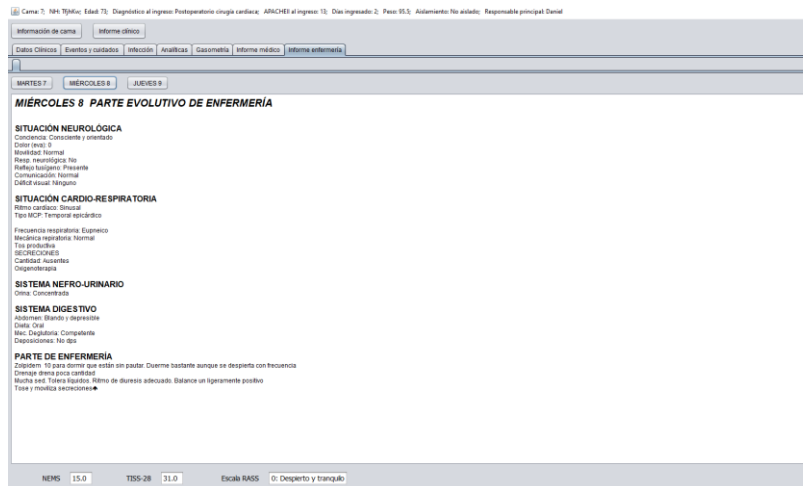 Cama: 7; NH: TfjhKiv; Edad: 73; Diagnóstico al ingreso: Postoperatorio cirugía cardiaca; APACHEII al ingreso: 13; Días ingresado: 2; Peso: 95.5; Aislamiento: No aislado; Responsable principal: Danial
Información de cama Informe clínico
Datos Clínicos Eventos y cuidados Infección Analíticas Gasometría Informe médico Informe enfermería
MARTES 7 MIÉRCOLES 8 JUEVES 9
MIÉRCOLES 8 PARTE EVOLUTIVO DE ENFERMERÍA
SITUACIÓN NEUROLÓGICA
Conciencia: Consciente y orientado
Dolor (eva): 0
Movilidad: Normal
Resp. neurológica: No
Reflejo tusígeno: Presente
Comunicación: Normal
Déficit visual: Ninguno
SITUACIÓN CARDIO-RESPIRATORIA
Ritmo cardíaco: Sinusal
Tipo MCP: Temporal epicárdico
Frecuencia respiratoria: Eupneico
Mecánica repiratoria: Normal
Tos productiva
SECRECIONES
Cantidad: Ausentes
Oxigenoterapia
SISTEMA NEFRO-URINARIO
Orina: Concentrada
SISTEMA DIGESTIVO
Abdomen: Blando y depresible
Dieta: Oral
Mec. Deglutoria: Competente
Deposiciones: No dps
PARTE DE ENFERMERÍA
Zolpidem 10 para dormir que están sin pautar. Duerme bastante aunque se despierta con frecuencia
Drenaje drena poca cantidad
Mucha sed. Tolera líquidos. Ritmo de diuresis adecuado. Balance un ligeramente positivo
Tose y moviliza secreciones♣
NEMS 15.0 TISS-28 31.0 Escala RASS 0: Despierto y tranquilo